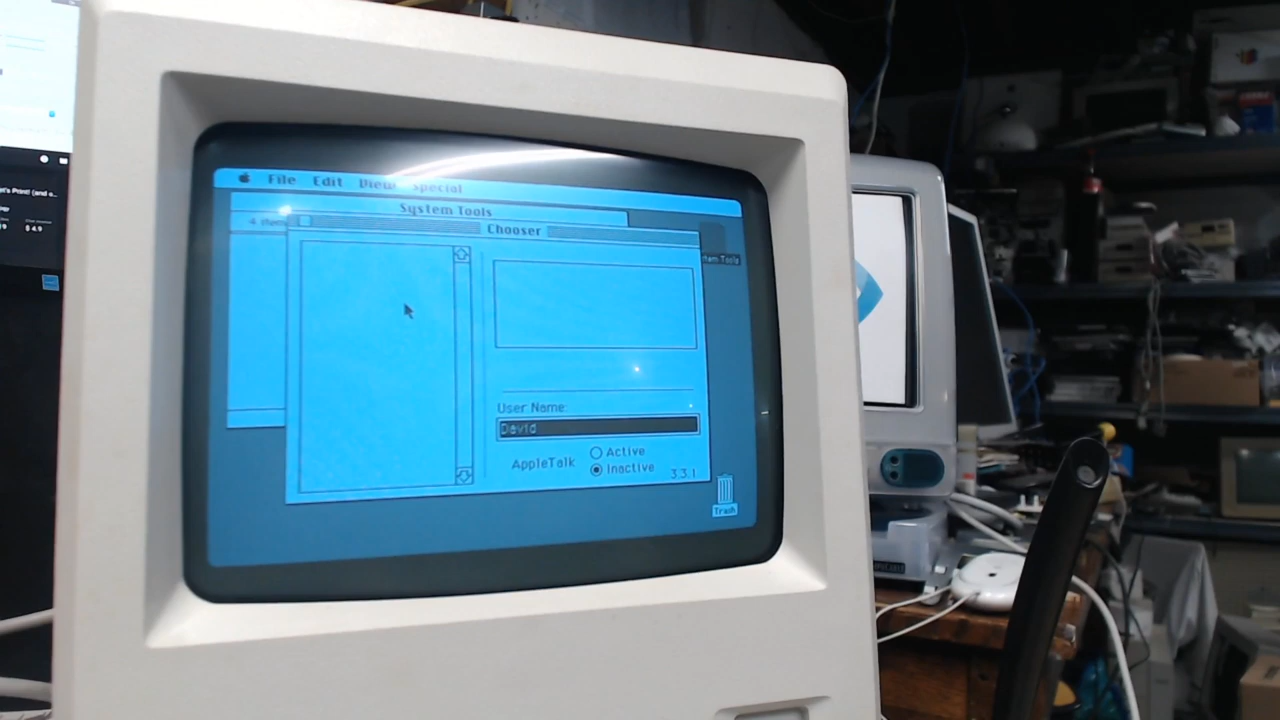 File Edit View Special
System Tools
Chooser
User Name:
David
AppleTalk
Active
Inactive
3.3.1
Trash